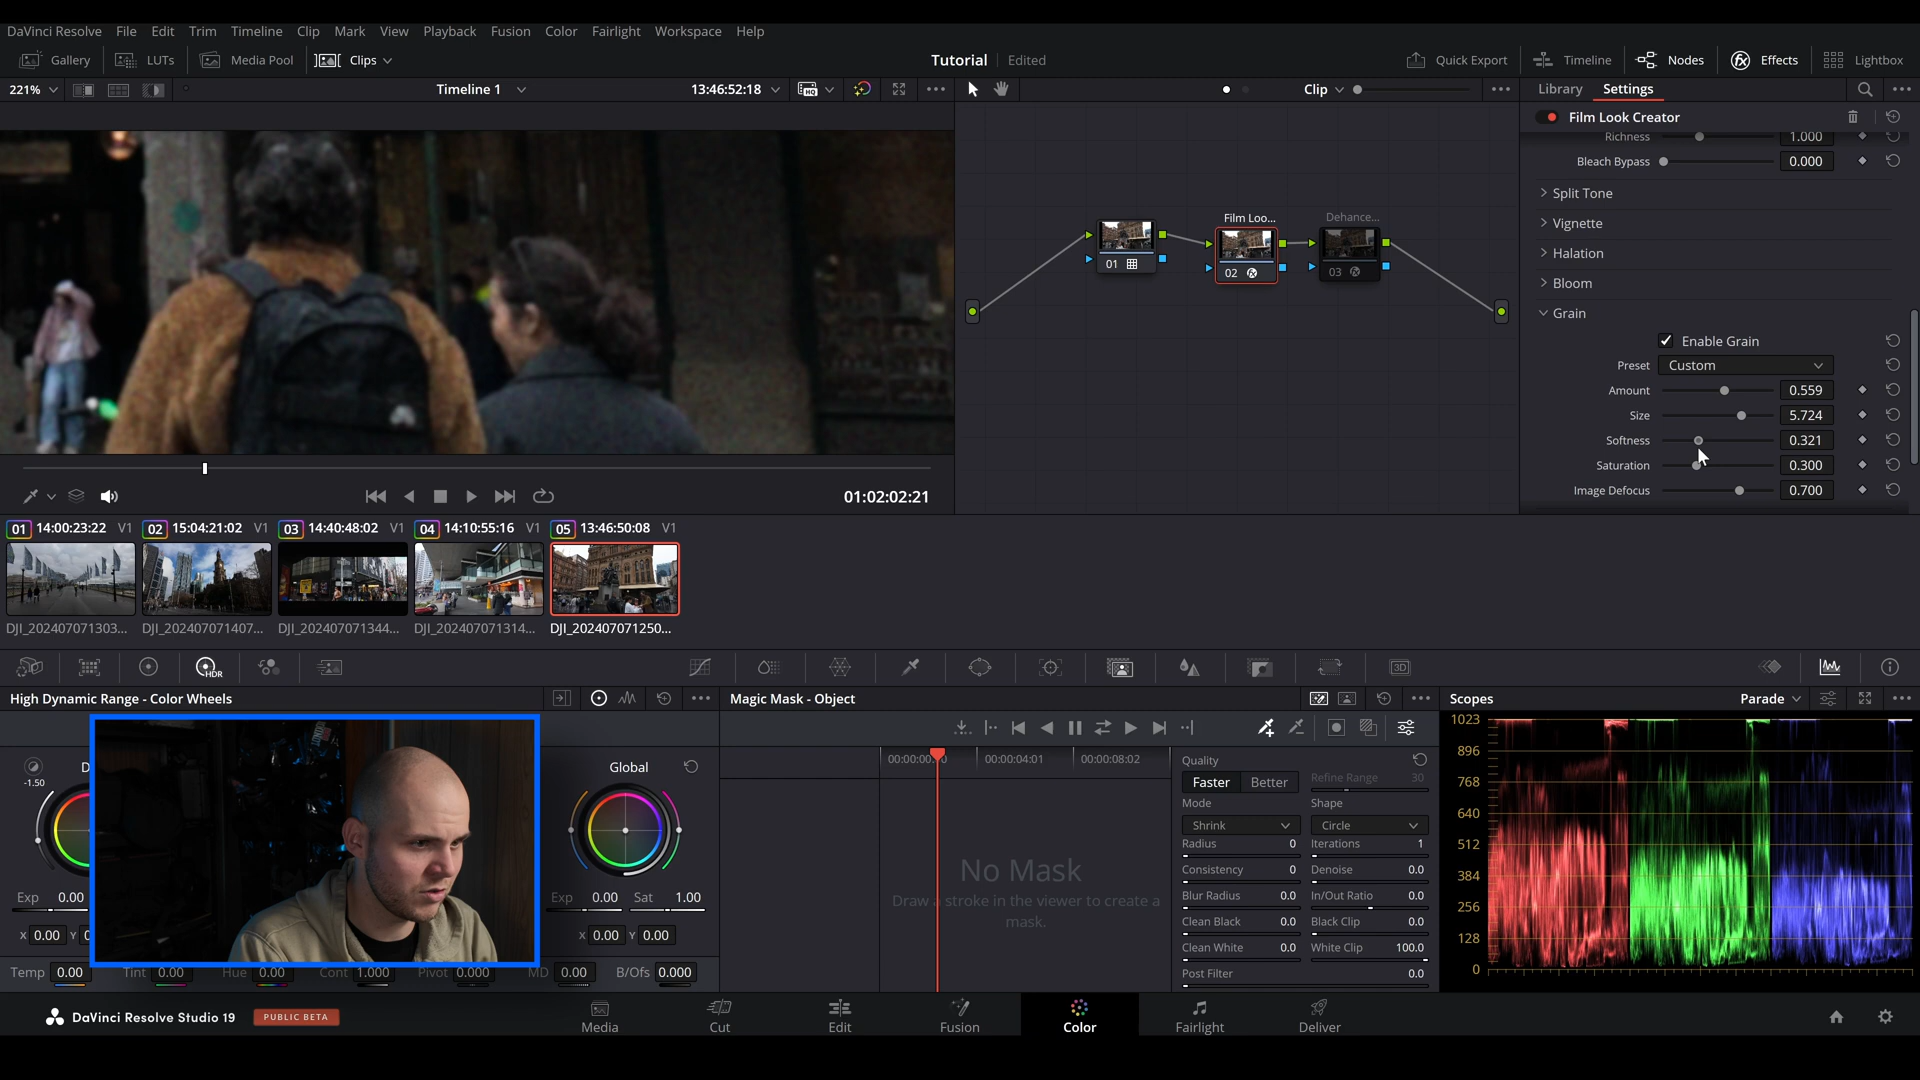 DaVinci Resolve File Edit Trim Timeline Clip Mark View Playback Fusion Color Fairlight Workspace Help
Gallery LUTs Media Pool Clips Tutorial Edited Quick Export Timeline Nodes Effects Lightbox
221% Timeline 1 13:46:52:18 Clip Library Settings
Film Look Creator
Richness 1.000
Bleach Bypass 0.000
Split Tone
Vignette
Halation
Bloom
Grain
Enable Grain
Preset Custom
Amount 0.559
Size 5.724
Softness 0.321
Saturation 0.300
Image Defocus 0.700
Film Loo... Dehance...
01 02 03
01:02:02:21
01 14:00:23:22 V1 02 15:04:21:02 V1 03 14:40:48:02 V1 04 14:10:55:16 V1 05 13:46:50:08 V1
DJI_202407071303... DJI_202407071407... DJI_202407071344... DJI_202407071314... DJI_202407071250...
HDR 3D
High Dynamic Range - Color Wheels Magic Mask - Object Scopes Parade
-1.50 D Global
Exp 0.00 Exp 0.00 Sat 1.00
X 0.00 Y 0 X 0.00 Y 0.00
Temp 0.00 Tint 0.00 Hue 0.00 Cont 1.000 Pivot 0.000 MD 0.00 B/Ofs 0.000
00:00:04:01 00:00:08:02
No Mask
Draw a stroke in the viewer to create a
mask.
Quality
Faster Better Refine Range 30
Mode Shape
Shrink Circle
Radius 0 Iterations 1
Consistency 0 Denoise 0.0
Blur Radius 0.0 In/Out Ratio 0.0
Clean Black 0.0 Black Clip 0.0
Clean White 0.0 White Clip 100.0
Post Filter 0.0
1023
896
768
640
512
384
256
128
0
DaVinci Resolve Studio 19 PUBLIC BETA
Media Cut Edit Fusion Color Fairlight Deliver